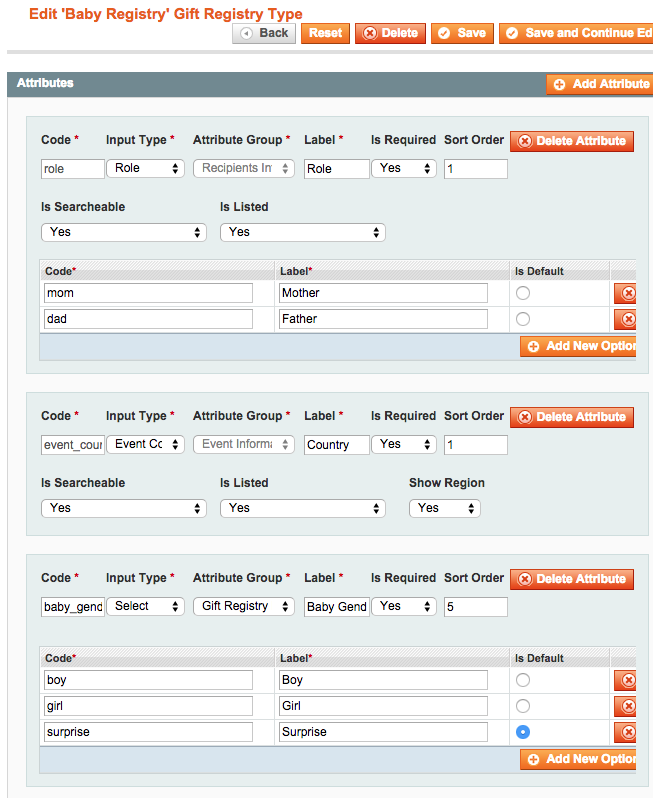 Edit 'Baby Registry' Gift Registry Type
Back Reset Delete Save Save and Continue Ed
Attributes Add Attribute
Code * Input Type * Attribute Group * Label * Is Required Sort Order Delete Attribute
role Role Recipients In Role Yes 1
Is Searcheable Is Listed
Yes Yes
Code* Label* Is Default
mom Mother
dad Father
Add New Option
Code * Input Type * Attribute Group * Label * Is Required Sort Order Delete Attribute
event_cour Event Cc Event Informa Country Yes 1
Is Searcheable Is Listed Show Region
Yes Yes Yes
Code * Input Type * Attribute Group * Label * Is Required Sort Order Delete Attribute
baby_gend Select Gift Registry Baby Gend Yes 5
Code* Label* Is Default
boy Boy
girl Girl
surprise Surprise
Add New Option